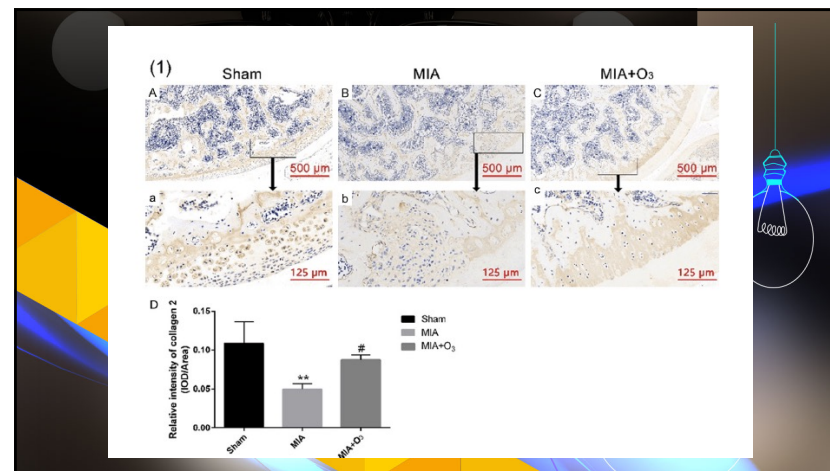 (1)
Sham MIA MIA+O₃
A B C
500 µm 500 µm 500 µm
a b c
125 µm 125 µm 125 µm
D
Relative intensity of collagen 2
(IOD/Area)
0.15
0.10
0.05
0.00
**
#
Sham MIA MIA+O₃
Sham
MIA
MIA+O₃